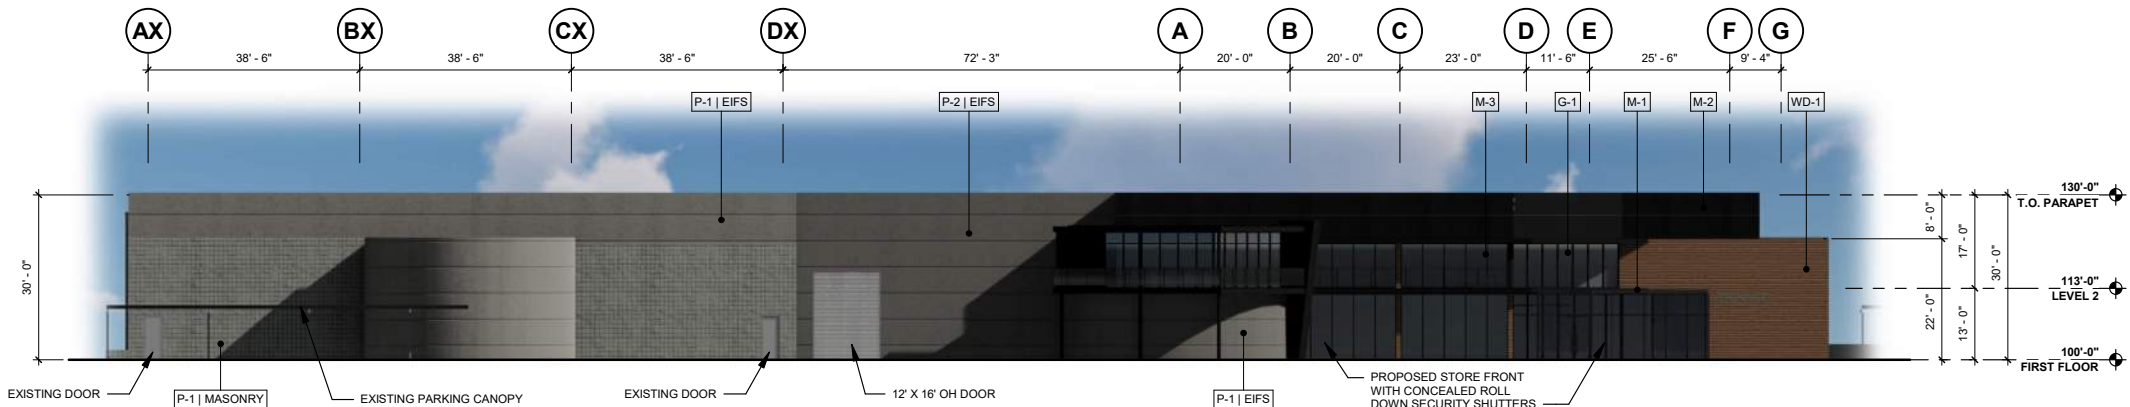 AX BX CX DX A B C D E F G
38' - 6" 38' - 6" 38' - 6" 72' - 3" 20' - 0" 20' - 0" 23' - 0" 11' - 6" 25' - 6" 9' - 4"
P-1 | EIFS P-2 | EIFS M-3 G-1 M-1 M-2 WD-1
130'-0"
T.O. PARAPET
8' - 0"
17' - 0"
30' - 0"
30' - 0"
113'-0"
LEVEL 2
22' - 0"
13' - 0"
100'-0"
FIRST FLOOR
EXISTING DOOR
P-1 | MASONRY
EXISTING PARKING CANOPY
EXISTING DOOR
12' X 16' OH DOOR
P-1 | EIFS
PROPOSED STORE FRONT
WITH CONCEALED ROLL
DOWN SECURITY SHUTTERS